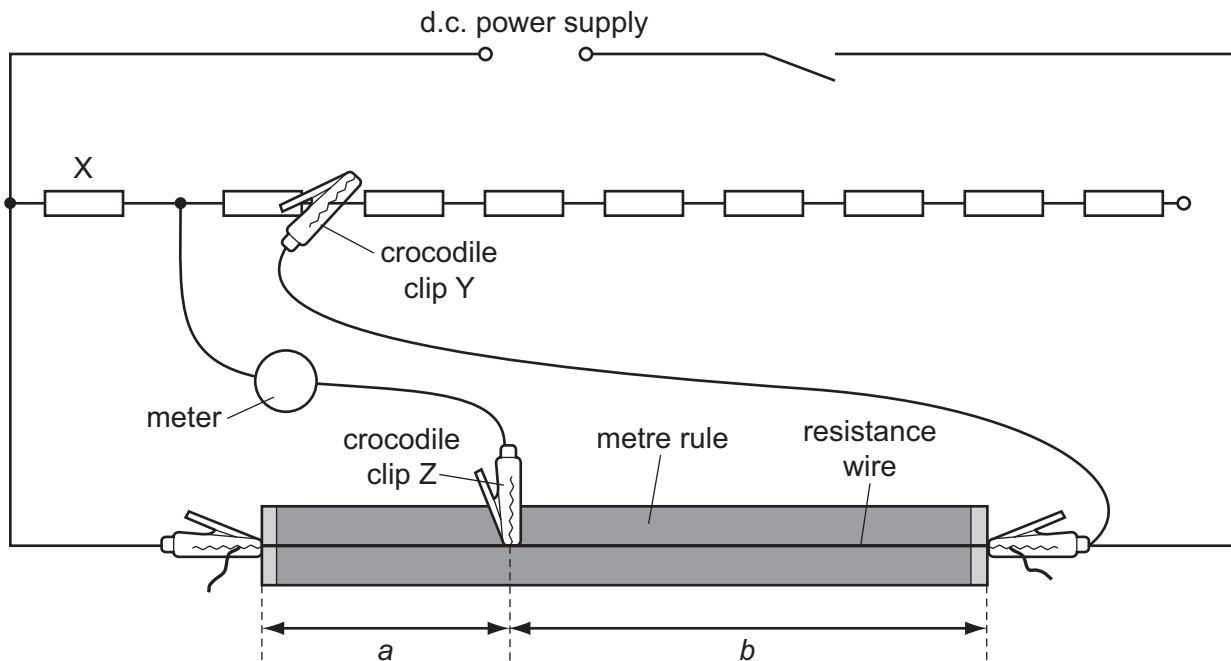 d.c. power supply
X
crocodile
clip Y
meter
crocodile
clip Z
metre rule
resistance
wire
a
b